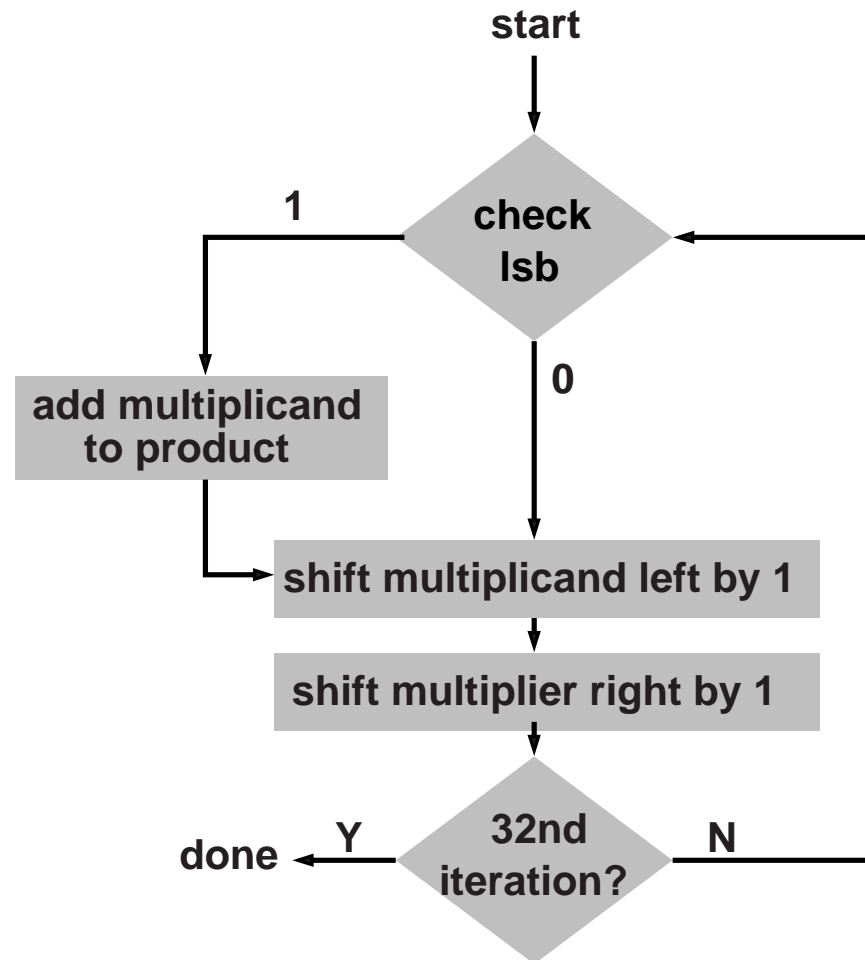 start
1
check
lsb
0
add multiplicand
to product
shift multiplicand left by 1
shift multiplier right by 1
Y
32nd
N
done
iteration?